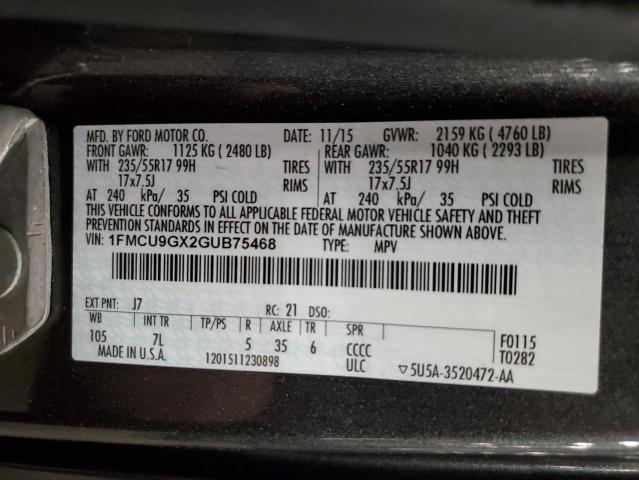 MFD. BY FORD MOTOR CO. DATE: 11/15 GVWR: 2159 KG ( 4760 LB)
FRONT GAWR: 1125 KG ( 2480 LB) REAR GAWR: 1040 KG ( 2293 LB)
WITH 235/55R17 99H TIRES WITH 235/55R17 99H TIRES
17x7.5J RIMS 17x7.5J RIMS
AT 240 kPa/ 35 PSI COLD AT 240 kPa/ 35 PSI COLD
THIS VEHICLE CONFORMS TO ALL APPLICABLE FEDERAL MOTOR VEHICLE SAFETY AND THEFT
PREVENTION STANDARDS IN EFFECT ON THE DATE OF MANUFACTURE SHOWN ABOVE.
VIN: 1FMCU9GX2GUB75468 TYPE: MPV
EXT PNT: J7 RC: 21 DSO:
WB INT TR TP/PS R AXLE TR SPR F0115
105 7L 5 35 6 CCCC T0282
MADE IN U.S.A. 1201511230898 ULC ▽5U5A-3520472-AA